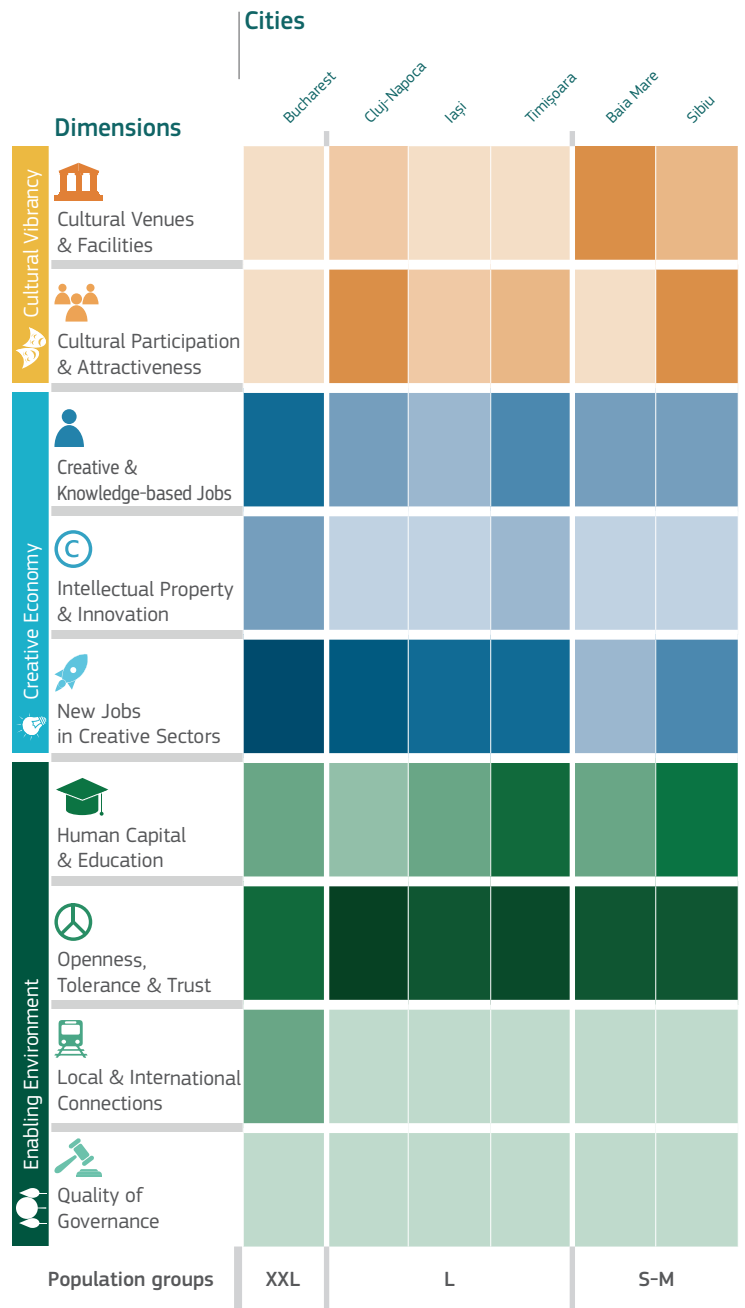 Cities
Bucharest
Cluj-Napoca
Iași
Timișoara
Baia Mare
Sibiu
Dimensions
Cultural Vibrancy
Cultural Venues
& Facilities
Cultural Participation
& Attractiveness
Creative Economy
Creative &
Knowledge-based Jobs
C
Intellectual Property
& Innovation
New Jobs
in Creative Sectors
Enabling Environment
Human Capital
& Education
Openness,
Tolerance & Trust
Local & International
Connections
Quality of
Governance
Population groups
XXL
L
S-M